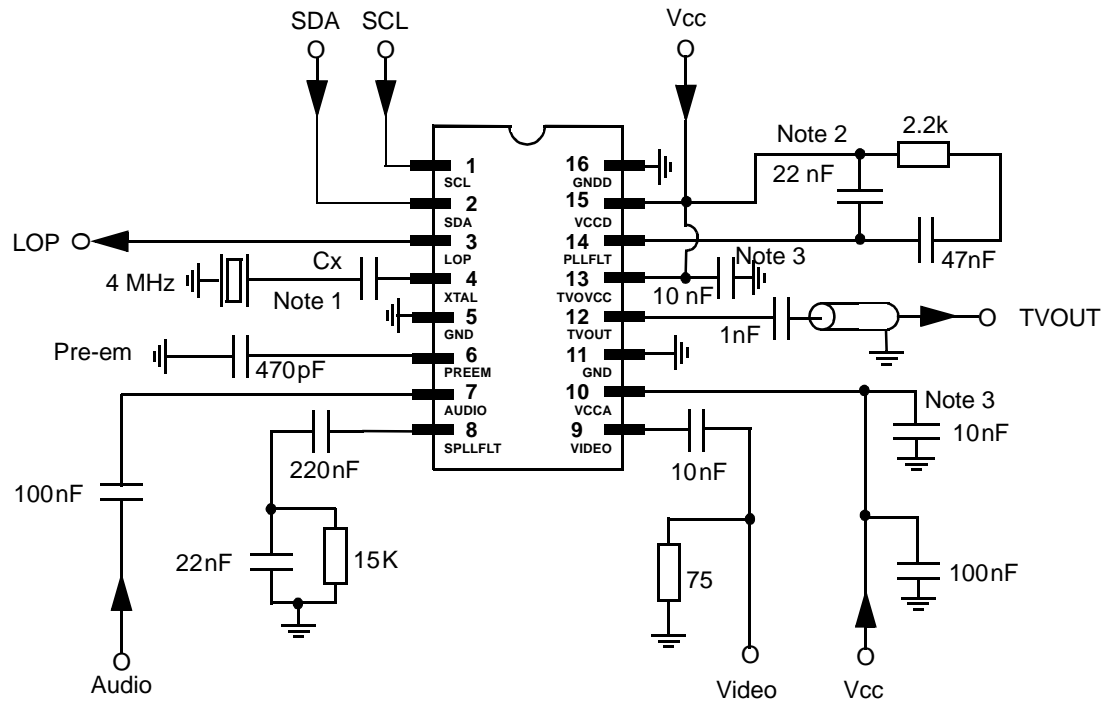 SDA SCL
Vcc
Note 2
2.2k
22 nF
47nF
1
SCL
2
SDA
3
LOP
4
XTAL
5
GND
6
PREEM
7
AUDIO
8
SPLLFLT
16
GNDD
15
VCCD
14
PLLFLT
13
TVOVCC
12
TVOUT
11
GND
10
VCCA
9
VIDEO
LOP
4 MHz
Cx
Note 1
Pre-em
470pF
220nF
100nF
22nF
15K
Audio
Note 3
10 nF
1nF
TVOUT
Note 3
10nF
10nF
75
100nF
Video
Vcc